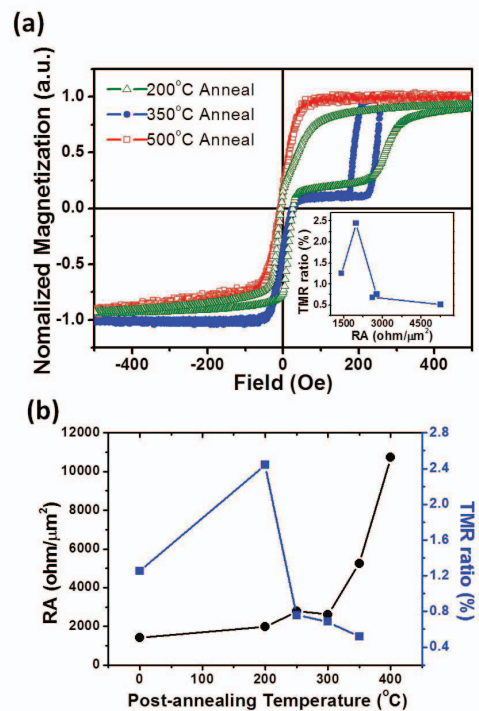 (a)
Nomalized Magnetization (a.u.)
1.0
0.5
0.0
-0.5
-1.0
200°C Anneal
350°C Anneal
500°C Anneal
TMR ratio (%)
2.5
2.0
1.5
1.0
0.5
1500 3000 4500
RA (ohm/μm²)
-400 -200 0 200 400
Field (Oe)
(b)
RA (ohm/μm²)
12000
10000
8000
6000
4000
2000
0
2.8
2.4
2.0
1.6
1.2
0.8
0.4
TMR ratio (%)
0 100 200 300 400
Post-annealing Temperature (°C)